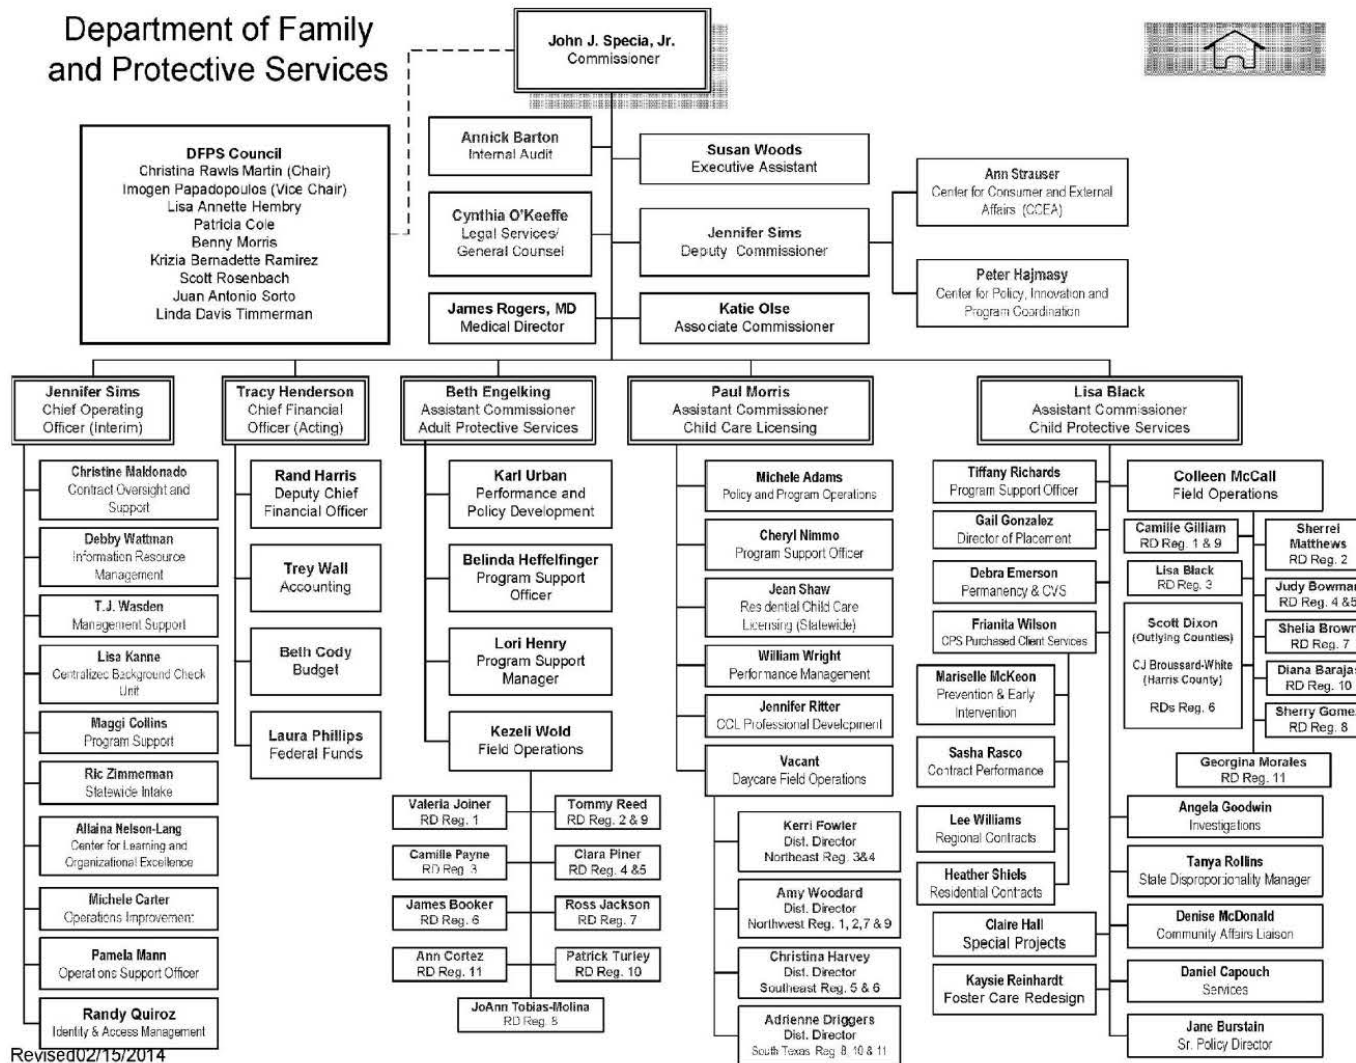 Department of Family
and Protective Services
John J. Specia, Jr.
Commissioner
DFPS Council
Christina Rawls Martin (Chair)
Imogen Papadopoulos (Vice Chair)
Lisa Annette Hembry
Patricia Cole
Benny Morris
Krizia Bernadette Ramirez
Scott Rosenbach
Juan Antonio Sorto
Linda Davis Timmerman
Annick Barton
Internal Audit
Susan Woods
Executive Assistant
Cynthia O'Keeffe
Legal Services/
General Counsel
Jennifer Sims
Deputy Commissioner
Ann Strauser
Center for Consumer and External
Affairs (CCEA)
Peter Hajmasy
Center for Policy, Innovation and
Program Coordination
James Rogers, MD
Medical Director
Katie Olse
Associate Commissioner
Jennifer Sims
Chief Operating
Officer (Interim)
Christine Maldonado
Contract Oversight and
Support
Debby Wattman
Information Resource
Management
T.J. Wasden
Management Support
Lisa Kanne
Centralized Background Check
Unit
Maggi Collins
Program Support
Ric Zimmerman
Statewide Intake
Allaina Nelson-Lang
Center for Learning and
Organizational Excellence
Michele Carter
Operations Improvement
Pamela Mann
Operations Support Officer
Randy Quiroz
Identity & Access Management
Tracy Henderson
Chief Financial
Officer (Acting)
Rand Harris
Deputy Chief
Financial Officer
Trey Wall
Accounting
Beth Cody
Budget
Laura Phillips
Federal Funds
Beth Engelking
Assistant Commissioner
Adult Protective Services
Karl Urban
Performance and
Policy Development
Belinda Heffelfinger
Program Support
Officer
Lori Henry
Program Support
Manager
Kezeli Wold
Field Operations
Valeria Joiner
RD Reg. 1
Tommy Reed
RD Reg. 2 & 9
Camille Payne
RD Reg. 3
Clara Piner
RD Reg. 4 &5
James Booker
RD Reg. 6
Ross Jackson
RD Reg. 7
Ann Cortez
RD Reg. 11
Patrick Turley
RD Reg. 10
JoAnn Tobias-Molina
RD Reg. 8
Paul Morris
Assistant Commissioner
Child Care Licensing
Michele Adams
Policy and Program Operations
Cheryl Nimmo
Program Support Officer
Jean Shaw
Residential Child Care
Licensing (Statewide)
William Wright
Performance Management
Jennifer Ritter
CCL Professional Development
Vacant
Daycare Field Operations
Kerri Fowler
Dist. Director
Northeast Reg. 3&4
Amy Woodard
Dist. Director
Northwest Reg. 1, 2,7 & 9
Christina Harvey
Dist. Director
Southeast Reg. 5 & 6
Adrienne Driggers
Dist. Director
South Texas Reg. 8, 10 & 11
Lisa Black
Assistant Commissioner
Child Protective Services
Tiffany Richards
Program Support Officer
Gail Gonzalez
Director of Placement
Debra Emerson
Permanency & CVS
Frianita Wilson
CPS Purchased Client Services
Mariselle McKeon
Prevention & Early
Intervention
Sasha Rasco
Contract Performance
Lee Williams
Regional Contracts
Heather Shiels
Residential Contracts
Claire Hall
Special Projects
Kaysie Reinhardt
Foster Care Redesign
Colleen McCall
Field Operations
Camille Gilliam
RD Reg. 1 & 9
Sherrel
Matthews
RD Reg. 2
Lisa Black
RD Reg. 3
Judy Bowman
RD Reg. 4 &5
Scott Dixon
(Outlying Counties)
CJ Broussard-White
(Harris County)
RDs Reg. 6
Shelia Brown
RD Reg. 7
Diana Barajas
RD Reg. 10
Sherry Gomez
RD Reg. 8
Georgina Morales
RD Reg. 11
Angela Goodwin
Investigations
Tanya Rollins
State Disproportionality Manager
Denise McDonald
Community Affairs Liaison
Daniel Capouch
Services
Jane Burstain
Sr. Policy Director
Revised02/15/2014